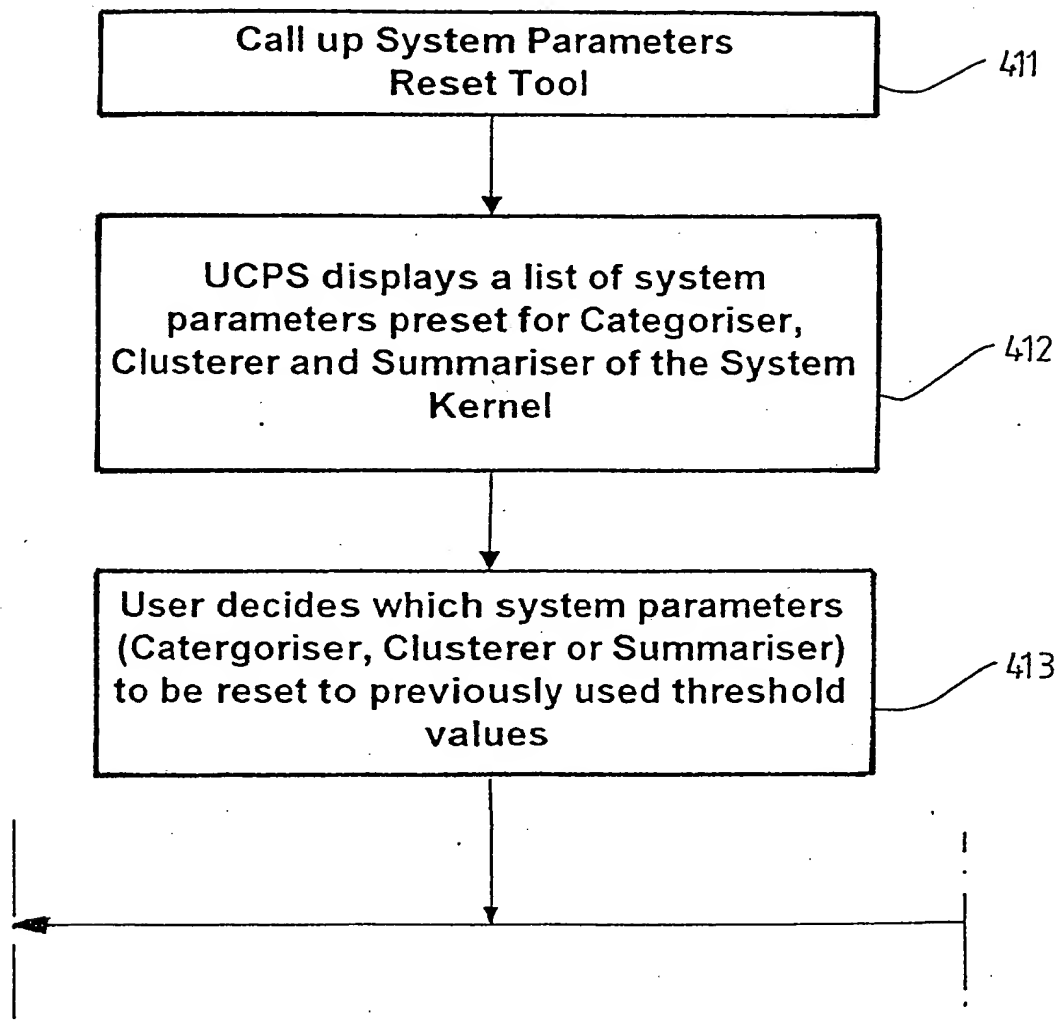 Call up System Parameters
Reset Tool
411
UCPS displays a list of system
parameters preset for Categoriser,
Clusterer and Summariser of the System
Kernel
412
User decides which system parameters
(Catergoriser, Clusterer or Summariser)
to be reset to previously used threshold
values
413